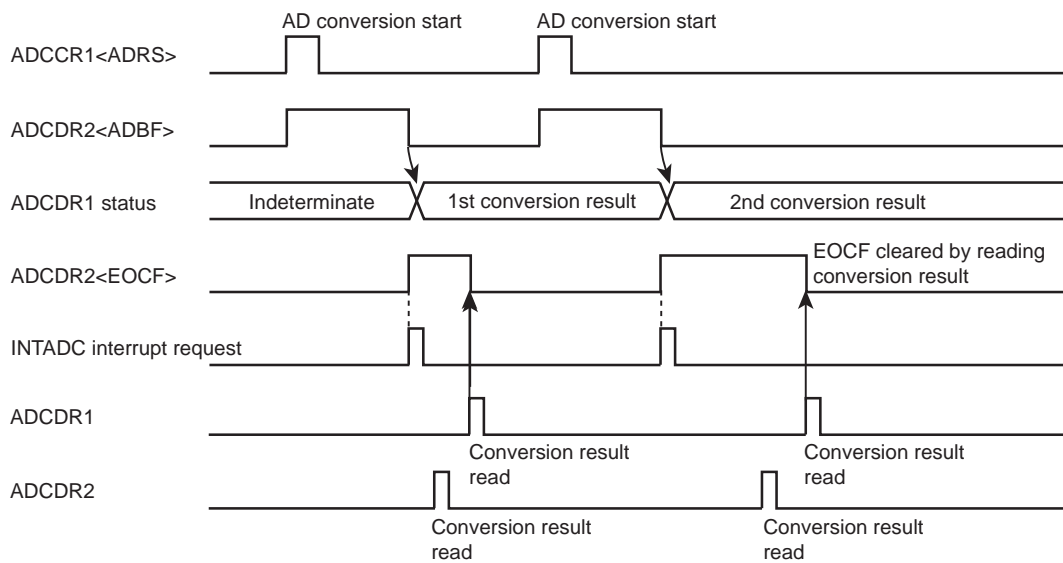 AD conversion start
AD conversion start
ADCCR1<ADRS>
ADCDR2<ADBF>
ADCDR1 status
Indeterminate
1st conversion result
2nd conversion result
ADCDR2<EOCF>
EOCF cleared by reading
conversion result
INTADC interrupt request
ADCDR1
Conversion result
read
Conversion result
read
ADCDR2
Conversion result
read
Conversion result
read